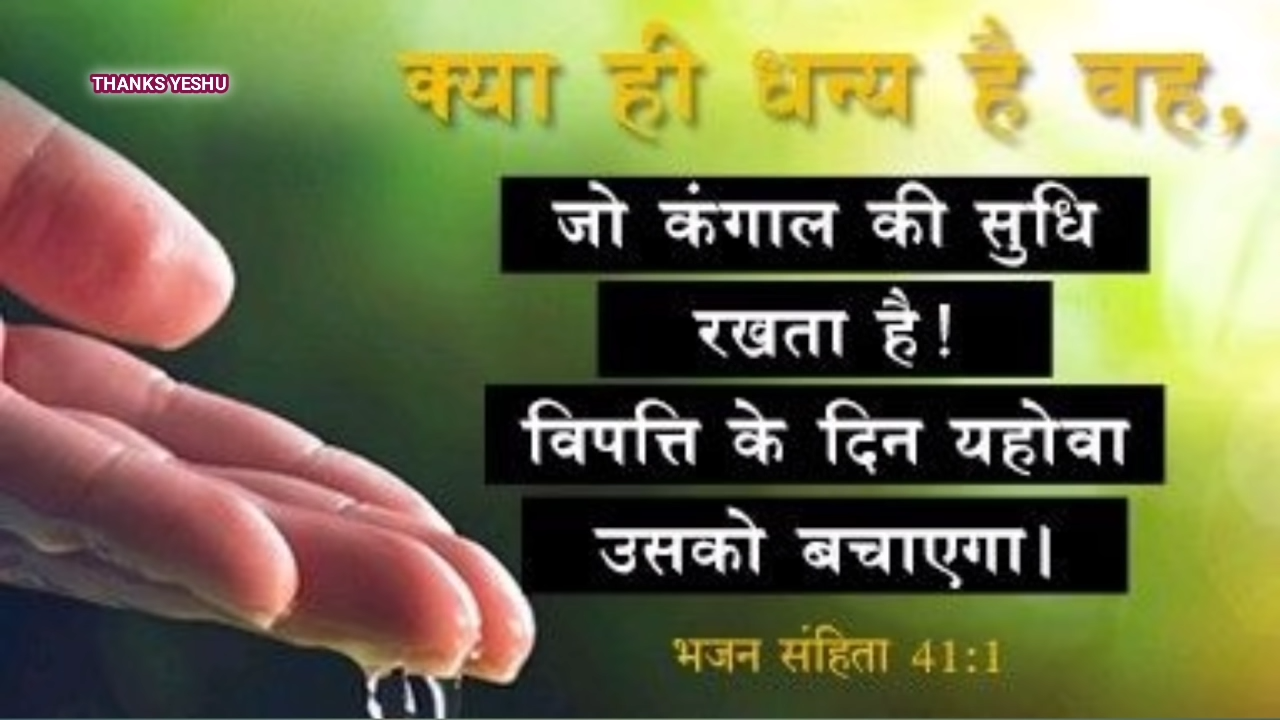 THANKS YESHU
क्या ही धन्य है वह,
जो कंगाल की सुधि
रखता है!
विपत्ति के दिन यहोवा
उसको बचाएगा।
भजन संहिता 41:1